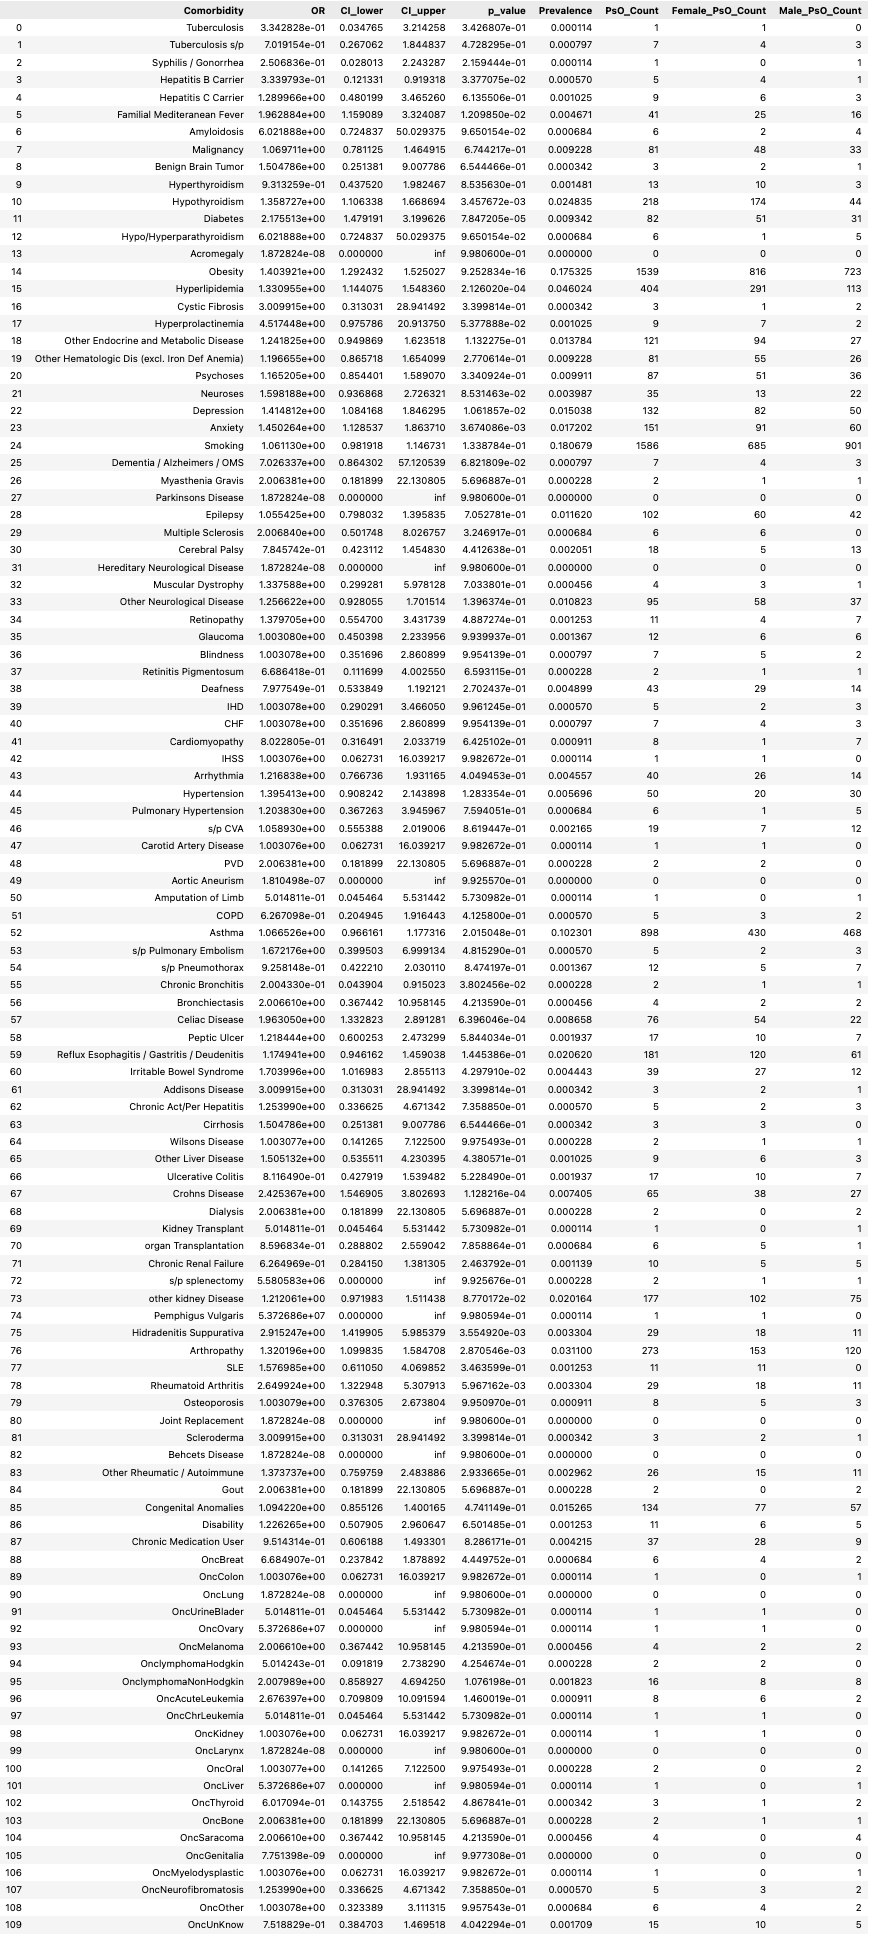 Comorbidity OR CI_lower CI_upper p_value Prevalence PsO_Count Female_PsO_Count Male_PsO_Count
0 Tuberculosis 3.342828e-01 0.034765 3.214258 3.426807e-01 0.000114 1 1 0
1 Tuberculosis s/p 7.019154e-01 0.267062 1.844837 4.728295e-01 0.000797 7 4 3
2 Syphilis / Gonorrhea 2.506836e-01 0.028013 2.243287 2.159444e-01 0.000114 1 0 1
3 Hepatitis B Carrier 3.339793e-01 0.121331 0.919318 3.377075e-02 0.000570 5 4 1
4 Hepatitis C Carrier 1.289966e+00 0.480199 3.465260 6.135506e-01 0.001025 9 6 3
5 Familial Mediterranean Fever 1.962884e+00 1.159089 3.324087 1.209850e-02 0.004671 41 25 16
6 Amyloidosis 6.021888e+00 0.724837 50.029375 9.650154e-02 0.000684 6 2 4
7 Malignancy 1.069711e+00 0.781125 1.464915 6.744217e-01 0.009228 81 48 33
8 Benign Brain Tumor 1.504786e+00 0.251381 9.007786 6.544466e-01 0.000342 3 2 1
9 Hyperthyroidism 9.313259e-01 0.437520 1.982467 8.535630e-01 0.001481 13 10 3
10 Hypothyroidism 1.358727e+00 1.106338 1.668694 3.457672e-03 0.024835 218 174 44
11 Diabetes 2.175513e+00 1.479191 3.199626 7.847205e-05 0.009342 82 51 31
12 Hypo/Hyperparathyroidism 6.021888e+00 0.724837 50.029375 9.650154e-02 0.000684 6 1 5
13 Acromegaly 1.872824e-08 0.000000 inf 9.980600e-01 0.000000 0 0 0
14 Obesity 1.403921e+00 1.292432 1.525027 9.252834e-16 0.175325 1539 816 723
15 Hyperlipidemia 1.330955e+00 1.144075 1.548360 2.126020e-04 0.046024 404 291 113
16 Cystic Fibrosis 3.009915e+00 0.313031 28.941492 3.399814e-01 0.000342 3 1 2
17 Hyperprolactinemia 4.517448e+00 0.975786 20.913750 5.377888e-02 0.001025 9 7 2
18 Other Endocrine and Metabolic Disease 1.241825e+00 0.949869 1.623518 1.132275e-01 0.013784 121 94 27
19 Other Hematologic Dis (excl. Iron Def Anemia) 1.196655e+00 0.865718 1.654099 2.770614e-01 0.009228 81 55 26
20 Psychoses 1.165205e+00 0.854401 1.589070 3.340924e-01 0.009911 87 51 36
21 Neuroses 1.598188e+00 0.936868 2.726321 8.531463e-02 0.003987 35 13 22
22 Depression 1.414812e+00 1.084168 1.846295 1.061857e-02 0.015038 132 82 50
23 Anxiety 1.450264e+00 1.128537 1.863710 3.674086e-03 0.017202 151 91 60
24 Smoking 1.061130e+00 0.981918 1.146731 1.338784e-01 0.180679 1586 685 901
25 Dementia / Alzheimers / OMS 7.026337e+00 0.864302 57.120539 6.821809e-02 0.000797 7 4 3
26 Myasthenia Gravis 2.006381e+00 0.181899 22.130805 5.696887e-01 0.000228 2 1 1
27 Parkinsons Disease 1.872824e-08 0.000000 inf 9.980600e-01 0.000000 0 0 0
28 Epilepsy 1.055425e+00 0.798032 1.395835 7.052781e-01 0.011620 102 60 42
29 Multiple Sclerosis 2.006840e+00 0.501748 8.026757 3.246917e-01 0.000684 6 6 0
30 Cerebral Palsy 7.845742e-01 0.423112 1.454830 4.412638e-01 0.002051 18 5 13
31 Hereditary Neurological Disease 1.872824e-08 0.000000 inf 9.980600e-01 0.000000 0 0 0
32 Muscular Dystrophy 1.337588e+00 0.299281 5.978128 7.033801e-01 0.000456 4 3 1
33 Other Neurological Disease 1.256622e+00 0.928055 1.701514 1.396374e-01 0.010823 95 58 37
34 Retinopathy 1.379705e+00 0.554700 3.431739 4.887274e-01 0.001253 11 4 7
35 Glaucoma 1.003080e+00 0.450398 2.233956 9.939937e-01 0.001367 12 6 6
36 Blindness 1.003078e+00 0.351696 2.860899 9.954139e-01 0.000797 7 5 2
37 Retinitis Pigmentosum 6.686418e-01 0.111699 4.002550 6.593115e-01 0.000228 2 1 1
38 Deafness 7.977549e-01 0.533849 1.192121 2.702437e-01 0.004899 43 29 14
39 IHD 1.003078e+00 0.290291 3.466050 9.961245e-01 0.000570 5 2 3
40 CHF 1.003078e+00 0.351696 2.860899 9.954139e-01 0.000797 7 4 3
41 Cardiomyopathy 8.022805e-01 0.316491 2.033719 6.425102e-01 0.000911 8 1 7
42 IHSS 1.003076e+00 0.062731 16.039217 9.982672e-01 0.000114 1 1 0
43 Arrhythmia 1.216838e+00 0.766736 1.931165 4.049453e-01 0.004557 40 26 14
44 Hypertension 1.395413e+00 0.908242 2.143898 1.283354e-01 0.005696 50 20 30
45 Pulmonary Hypertension 1.203830e+00 0.367263 3.945967 7.594051e-01 0.000684 6 1 5
46 s/p CVA 1.058930e+00 0.555388 2.019006 8.619447e-01 0.002165 19 7 12
47 Carotid Artery Disease 1.003076e+00 0.062731 16.039217 9.982672e-01 0.000114 1 1 0
48 PVD 2.006381e+00 0.181899 22.130805 5.696887e-01 0.000228 2 2 0
49 Aortic Aneurism 1.810498e-07 0.000000 inf 9.925570e-01 0.000000 0 0 0
50 Amputation of Limb 5.014811e-01 0.045464 5.531442 5.730982e-01 0.000114 1 0 1
51 COPD 6.267098e-01 0.204945 1.916443 4.125800e-01 0.000570 5 3 2
52 Asthma 1.066526e+00 0.966161 1.177316 2.015048e-01 0.102301 898 430 468
53 s/p Pulmonary Embolism 1.672176e+00 0.399503 6.999134 4.815290e-01 0.000570 5 2 3
54 s/p Pneumothorax 9.258148e-01 0.422210 2.030110 8.474197e-01 0.001367 12 5 7
55 Chronic Bronchitis 2.004330e-01 0.043904 0.915023 3.802456e-02 0.000228 2 1 1
56 Bronchiectasis 2.006610e+00 0.367442 10.958145 4.213590e-01 0.000456 4 2 2
57 Celiac Disease 1.963050e+00 1.332823 2.891281 6.396046e-04 0.008658 76 54 22
58 Peptic Ulcer 1.218444e+00 0.600253 2.473299 5.844034e-01 0.001937 17 10 7
59 Reflux Esophagitis / Gastritis / Deudenitis 1.174941e+00 0.946162 1.459038 1.445386e-01 0.020620 181 120 61
60 Irritable Bowel Syndrome 1.703996e+00 1.016983 2.855113 4.297910e-02 0.004443 39 27 12
61 Addisons Disease 3.009915e+00 0.313031 28.941492 3.399814e-01 0.000342 3 2 1
62 Chronic Act/Per Hepatitis 1.253990e+00 0.336625 4.671342 7.358850e-01 0.000570 5 2 3
63 Cirrhosis 1.504786e+00 0.251381 9.007786 6.544466e-01 0.000342 3 3 0
64 Wilsons Disease 1.003077e+00 0.141265 7.122500 9.975493e-01 0.000228 2 1 1
65 Other Liver Disease 1.505132e+00 0.535511 4.230395 4.380571e-01 0.001025 9 6 3
66 Ulcerative Colitis 8.116490e-01 0.427919 1.539482 5.228490e-01 0.001937 17 10 7
67 Crohns Disease 2.425367e+00 1.546905 3.802693 1.128216e-04 0.007405 65 38 27
68 Dialysis 2.006381e+00 0.181899 22.130805 5.696887e-01 0.000228 2 0 2
69 Kidney Transplant 5.014811e-01 0.045464 5.531442 5.730982e-01 0.000114 1 0 1
70 organ Transplantation 8.596834e-01 0.288802 2.559042 7.858864e-01 0.000684 6 5 1
71 Chronic Renal Failure 6.264969e-01 0.284150 1.381305 2.463792e-01 0.001139 10 5 5
72 s/p splenectomy 5.580583e+06 0.000000 inf 9.925676e-01 0.000228 2 1 1
73 other kidney Disease 1.212061e+00 0.971983 1.511438 8.770172e-02 0.020164 177 102 75
74 Pemphigus Vulgaris 5.372686e+07 0.000000 inf 9.980594e-01 0.000114 1 1 0
75 Hidradenitis Suppurativa 2.915247e+00 1.419905 5.985379 3.554920e-03 0.003304 29 18 11
76 Arthropathy 1.320196e+00 1.099835 1.584708 2.870546e-03 0.031100 273 153 120
77 SLE 1.576985e+00 0.611050 4.069852 3.463599e-01 0.001253 11 11 0
78 Rheumatoid Arthritis 2.649924e+00 1.322948 5.307913 5.967162e-03 0.003304 29 18 11
79 Osteoporosis 1.003079e+00 0.376305 2.673804 9.950970e-01 0.000911 8 5 3
80 Joint Replacement 1.872824e-08 0.000000 inf 9.980600e-01 0.000000 0 0 0
81 Scleroderma 3.009915e+00 0.313031 28.941492 3.399814e-01 0.000342 3 2 1
82 Behcets Disease 1.872824e-08 0.000000 inf 9.980600e-01 0.000000 0 0 0
83 Other Rheumatic / Autoimmune 1.373737e+00 0.759759 2.483886 2.933665e-01 0.002962 26 15 11
84 Gout 2.006381e+00 0.181899 22.130805 5.696887e-01 0.000228 2 0 2
85 Congenital Anomalies 1.094220e+00 0.855126 1.400165 4.741149e-01 0.015265 134 77 57
86 Disability 1.226265e+00 0.507905 2.960647 6.501485e-01 0.001253 11 6 5
87 Chronic Medication User 9.514314e-01 0.606188 1.493301 8.286171e-01 0.004215 37 28 9
88 OncBreat 6.684907e-01 0.237842 1.878892 4.449752e-01 0.000684 6 4 2
89 OncColon 1.003076e+00 0.062731 16.039217 9.982672e-01 0.000114 1 0 1
90 OncLung 1.872824e-08 0.000000 inf 9.980600e-01 0.000000 0 0 0
91 OncUrineBlader 5.014811e-01 0.045464 5.531442 5.730982e-01 0.000114 1 1 0
92 OncOvary 5.372686e+07 0.000000 inf 9.980594e-01 0.000114 1 1 0
93 OncMelanoma 2.006610e+00 0.367442 10.958145 4.213590e-01 0.000456 4 2 2
94 OnclymphomaHodgkin 5.014243e-01 0.091819 2.738290 4.254674e-01 0.000228 2 2 0
95 OnclymphomaNonHodgkin 2.007989e+00 0.858927 4.694250 1.076198e-01 0.001823 16 8 8
96 OncAcuteLeukemia 2.676397e+00 0.709809 10.091594 1.460019e-01 0.000911 8 6 2
97 OncChrLeukemia 5.014811e-01 0.045464 5.531442 5.730982e-01 0.000114 1 1 0
98 OncKidney 1.003076e+00 0.062731 16.039217 9.982672e-01 0.000114 1 1 0
99 OncLarynx 1.872824e-08 0.000000 inf 9.980600e-01 0.000000 0 0 0
100 OncOral 1.003077e+00 0.141265 7.122500 9.975493e-01 0.000228 2 0 2
101 OncLiver 5.372686e+07 0.000000 inf 9.980594e-01 0.000114 1 0 1
102 OncThyroid 6.017094e-01 0.143755 2.518542 4.867841e-01 0.000342 3 1 2
103 OncBone 2.006381e+00 0.181899 22.130805 5.696887e-01 0.000228 2 1 1
104 OncSaracoma 2.006610e+00 0.367442 10.958145 4.213590e-01 0.000456 4 0 4
105 OncGenitalia 7.751398e-09 0.000000 inf 9.977308e-01 0.000000 0 0 0
106 OncMyelodysplastic 1.003076e+00 0.062731 16.039217 9.982672e-01 0.000114 1 0 1
107 OncNeurofibromatosis 1.253990e+00 0.336625 4.671342 7.358850e-01 0.000570 5 3 2
108 OncOther 1.003078e+00 0.323389 3.111315 9.957543e-01 0.000684 6 4 2
109 OncUnKnow 7.518829e-01 0.384703 1.469518 4.042294e-01 0.001709 15 10 5